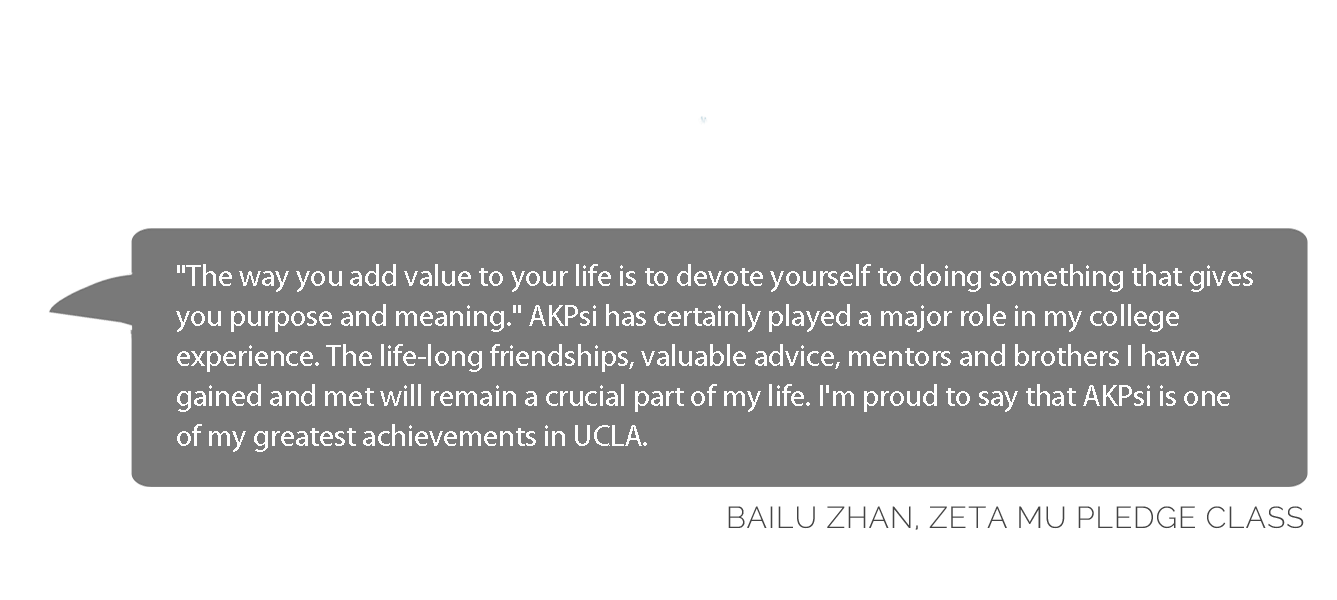 "The way you add value to your life is to devote yourself to doing something that gives
you purpose and meaning." AKPsi has certainly played a major role in my college
experience. The life-long friendships, valuable advice, mentors and brothers I have
gained and met will remain a crucial part of my life. I'm proud to say that AKPsi is one
of my greatest achievements in UCLA.
BAILU ZHAN, ZETA MU PLEDGE CLASS